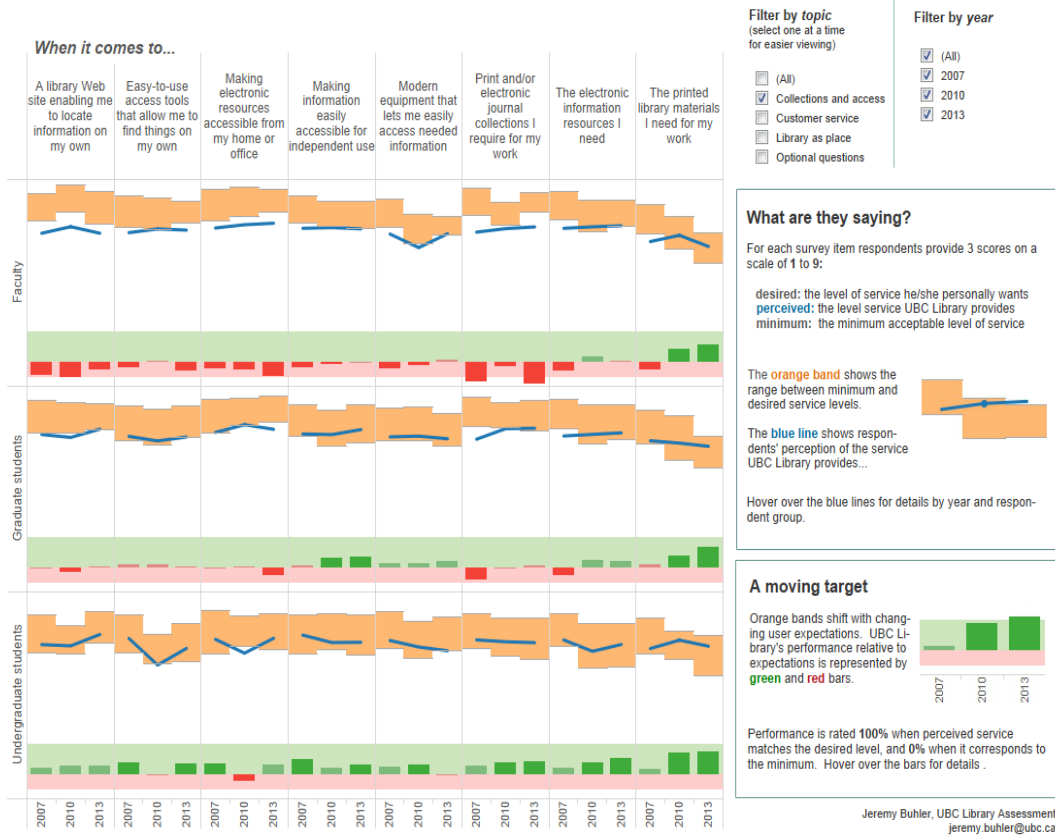 When it comes to...
A library Web
site enabling me
to locate
information on
my own
Easy-to-use
access tools
that allow me to
find things on
my own
Making
electronic
resources
accessible from
my home or
office
Making
information
easily
accessible for
independent use
Modern
equipment that
lets me easily
access needed
information
Print and/or
electronic
journal
collections I
require for my
work
The electronic
information
resources I
need
The printed
library materials
I need for my
work
Faculty
Graduate students
Undergraduate students
2007
2010
2013
2007
2010
2013
2007
2010
2013
2007
2010
2013
2007
2010
2013
2007
2010
2013
2007
2010
2013
2007
2010
2013
Filter by topic
(select one at a time
for easier viewing)
(All)
Collections and access
Customer service
Library as place
Optional questions
Filter by year
(All)
2007
2010
2013
What are they saying?
For each survey item respondents provide 3 scores on a
scale of 1 to 9:
desired: the level of service he/she personally wants
perceived: the level service UBC Library provides
minimum: the minimum acceptable level of service
The orange band shows the
range between minimum and
desired service levels.
The blue line shows respon-
dents' perception of the service
UBC Library provides...
Hover over the blue lines for details by year and respon-
dent group.
A moving target
Orange bands shift with chang-
ing user expectations. UBC Li-
brary's performance relative to
expectations is represented by
green and red bars.
2007
2010
2013
Performance is rated 100% when perceived service
matches the desired level, and 0% when it corresponds to
the minimum. Hover over the bars for details .
Jeremy Buhler, UBC Library Assessment
jeremy.buhler@ubc.ca